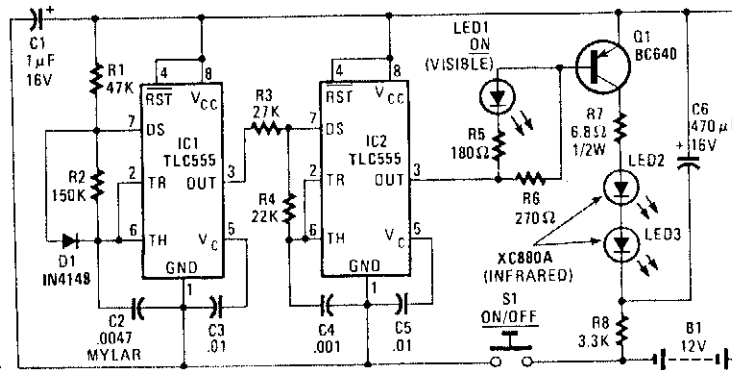 C1
1µF
16V
+
R1
47K
R2
150K
D1
IN4148
C2
.0047
MYLAR
4
8
RST
VCC
7
DS
IC1
TLC555
2
TR
OUT
3
6
TH
VC
5
GND
1
C3
.01
R3
27K
R4
22K
C4
.001
4
8
RST
VCC
7
DS
IC2
TLC555
2
TR
OUT
3
6
TH
VC
5
GND
1
C5
.01
LED1
ON
(VISIBLE)
R5
180Ω
R6
270Ω
Q1
BC640
R7
6.8Ω
1/2W
C6
470µF
16V
+
LED2
LED3
XC880A
(INFRARED)
S1
ON/OFF
R8
3.3K
B1
12V
+